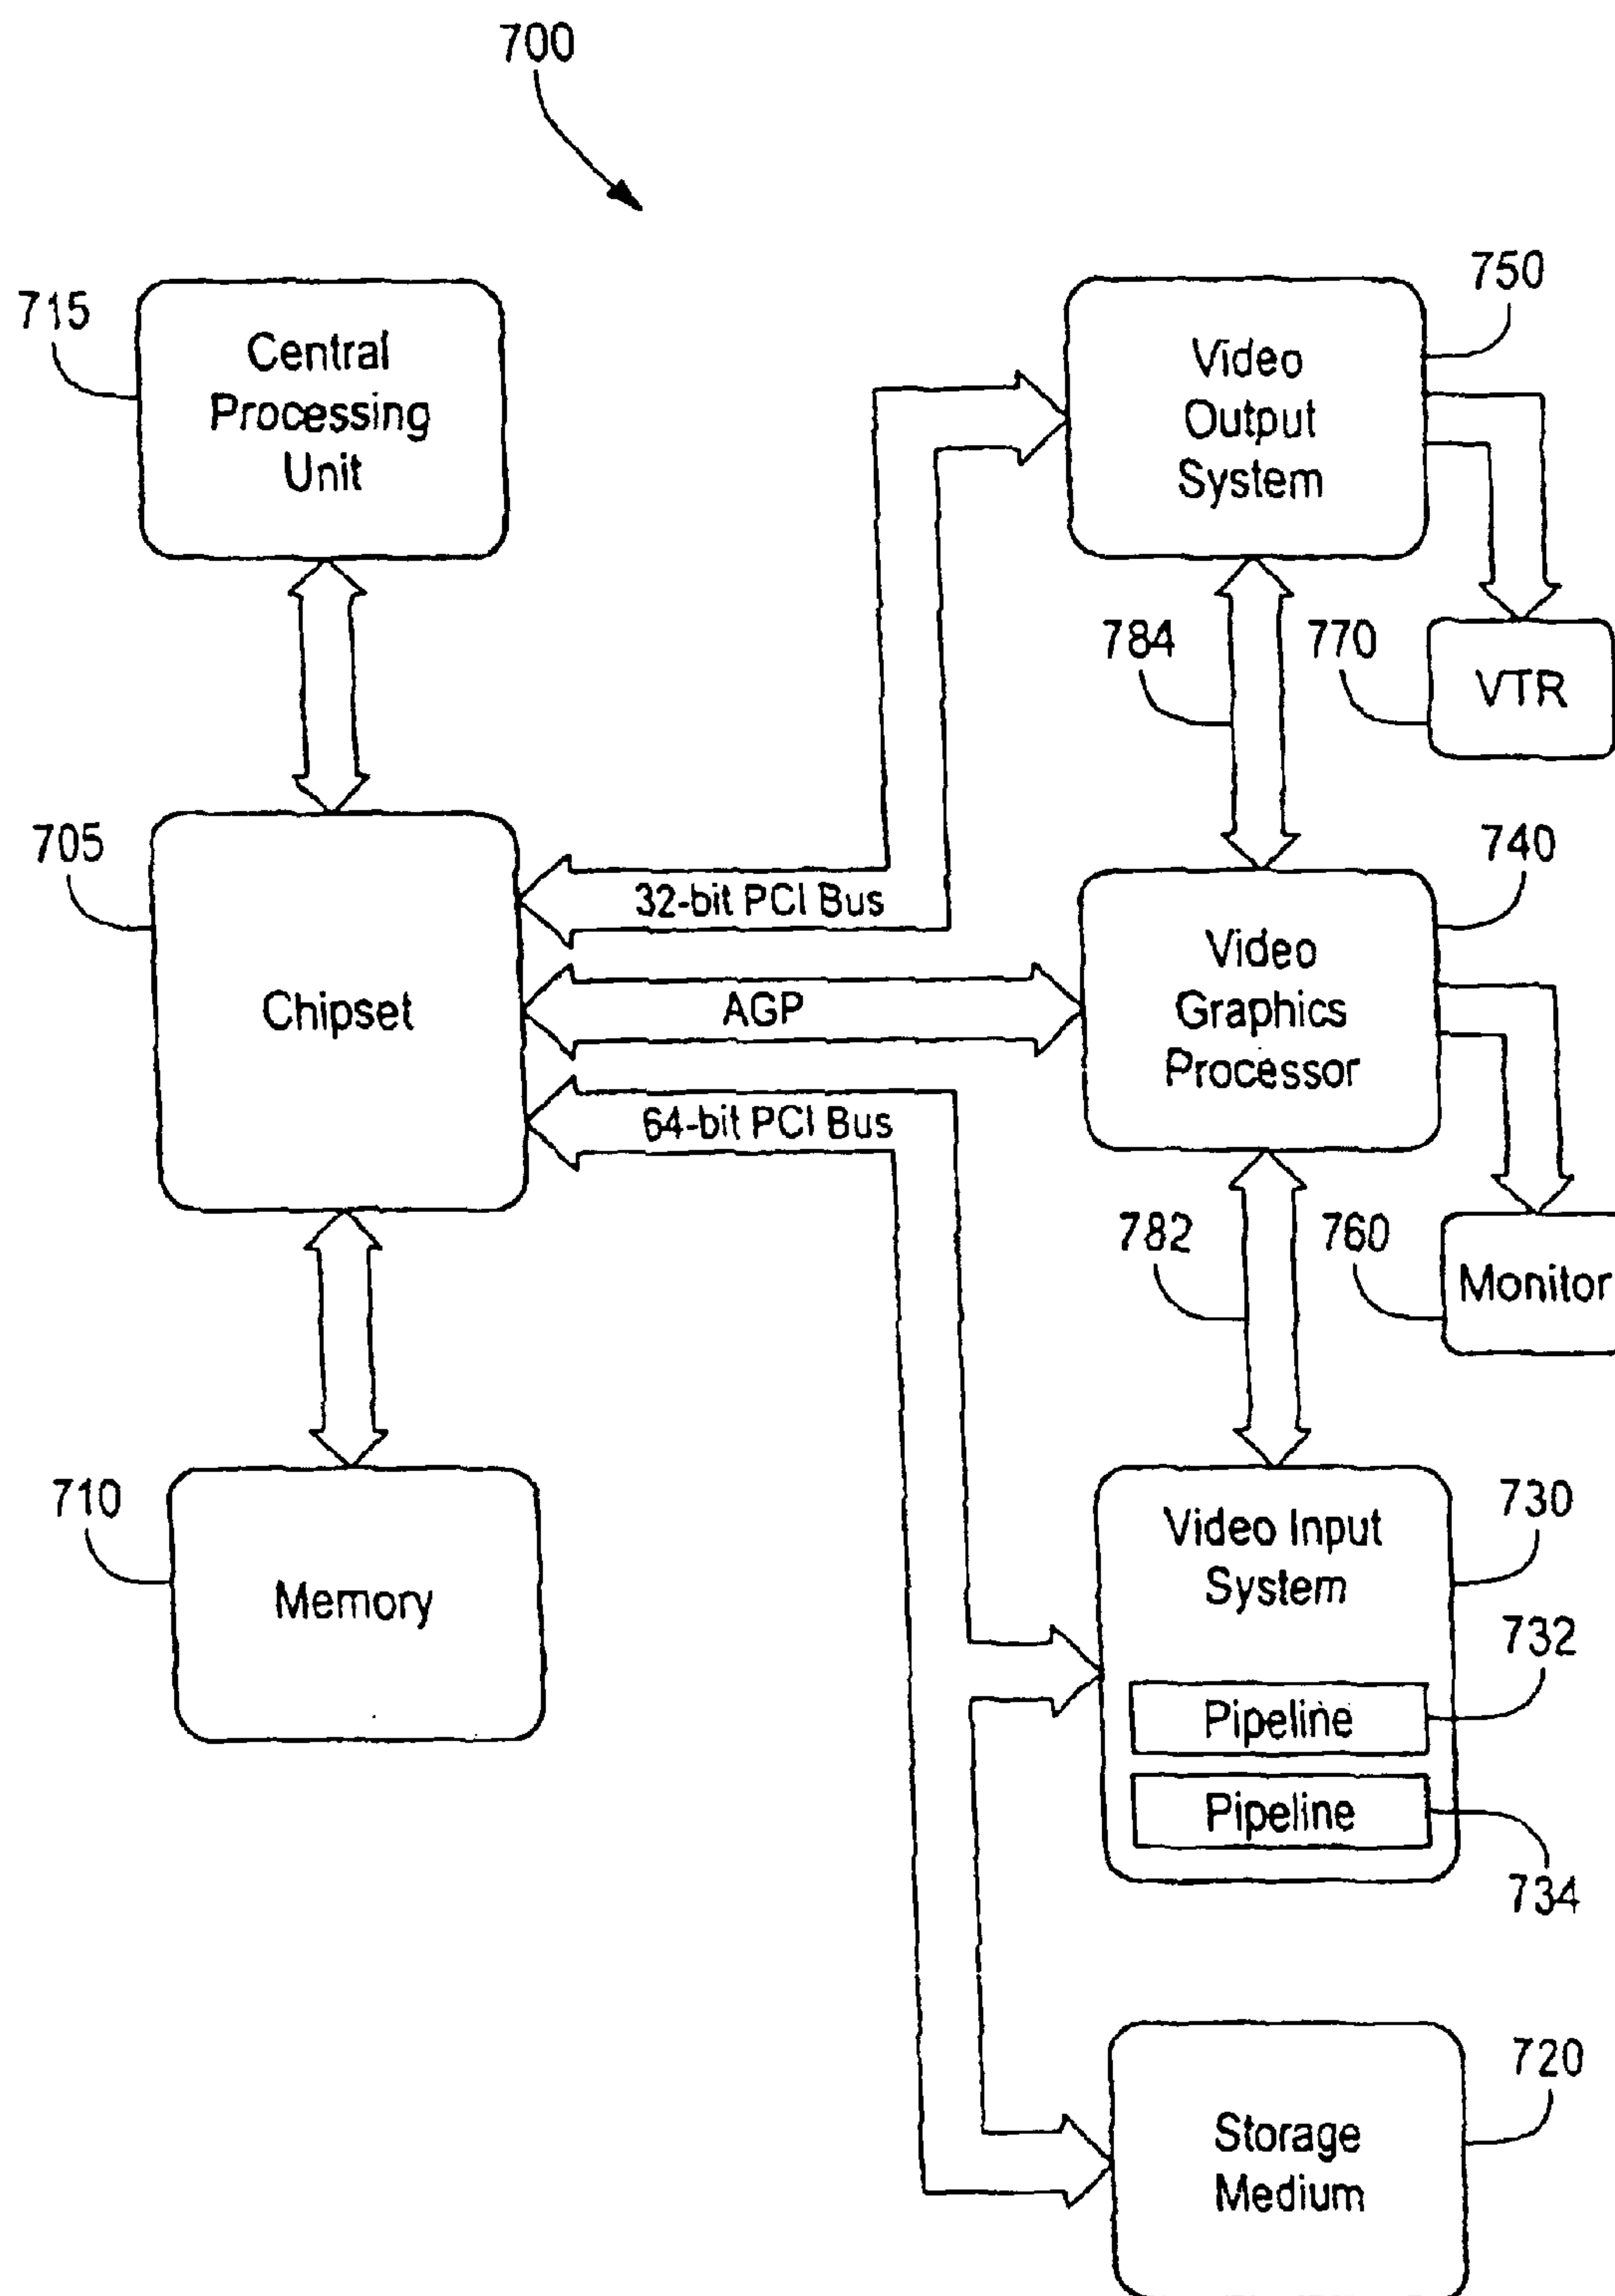 700
715
Central
Processing
Unit
750
Video
Output
System
784
770
VTR
705
Chipset
32-bit PCI Bus
AGP
64-bit PCI Bus
740
Video
Graphics
Processor
782
760
Monitor
710
Memory
730
Video Input
System
732
Pipeline
Pipeline
734
720
Storage
Medium